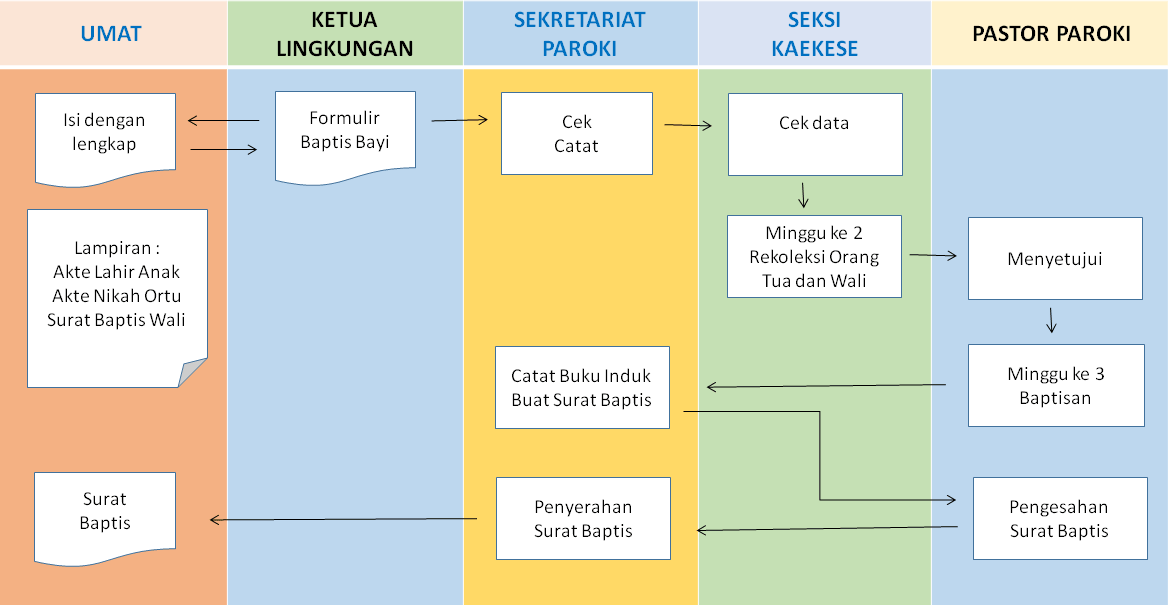 UMAT
KETUA
LINGKUNGAN
SEKRETARIAT
PAROKI
SEKSI
KAEKESE
PASTOR PAROKI
Isi dengan
lengkap
Formulir
Baptis Bayi
Cek
Catat
Cek data
Lampiran :
Akte Lahir Anak
Akte Nikah Ortu
Surat Baptis Wali
Minggu ke 2
Rekoleksi Orang
Tua dan Wali
Menyetujui
Catat Buku Induk
Buat Surat Baptis
Minggu ke 3
Baptisan
Surat
Baptis
Penyerahan
Surat Baptis
Pengesahan
Surat Baptis